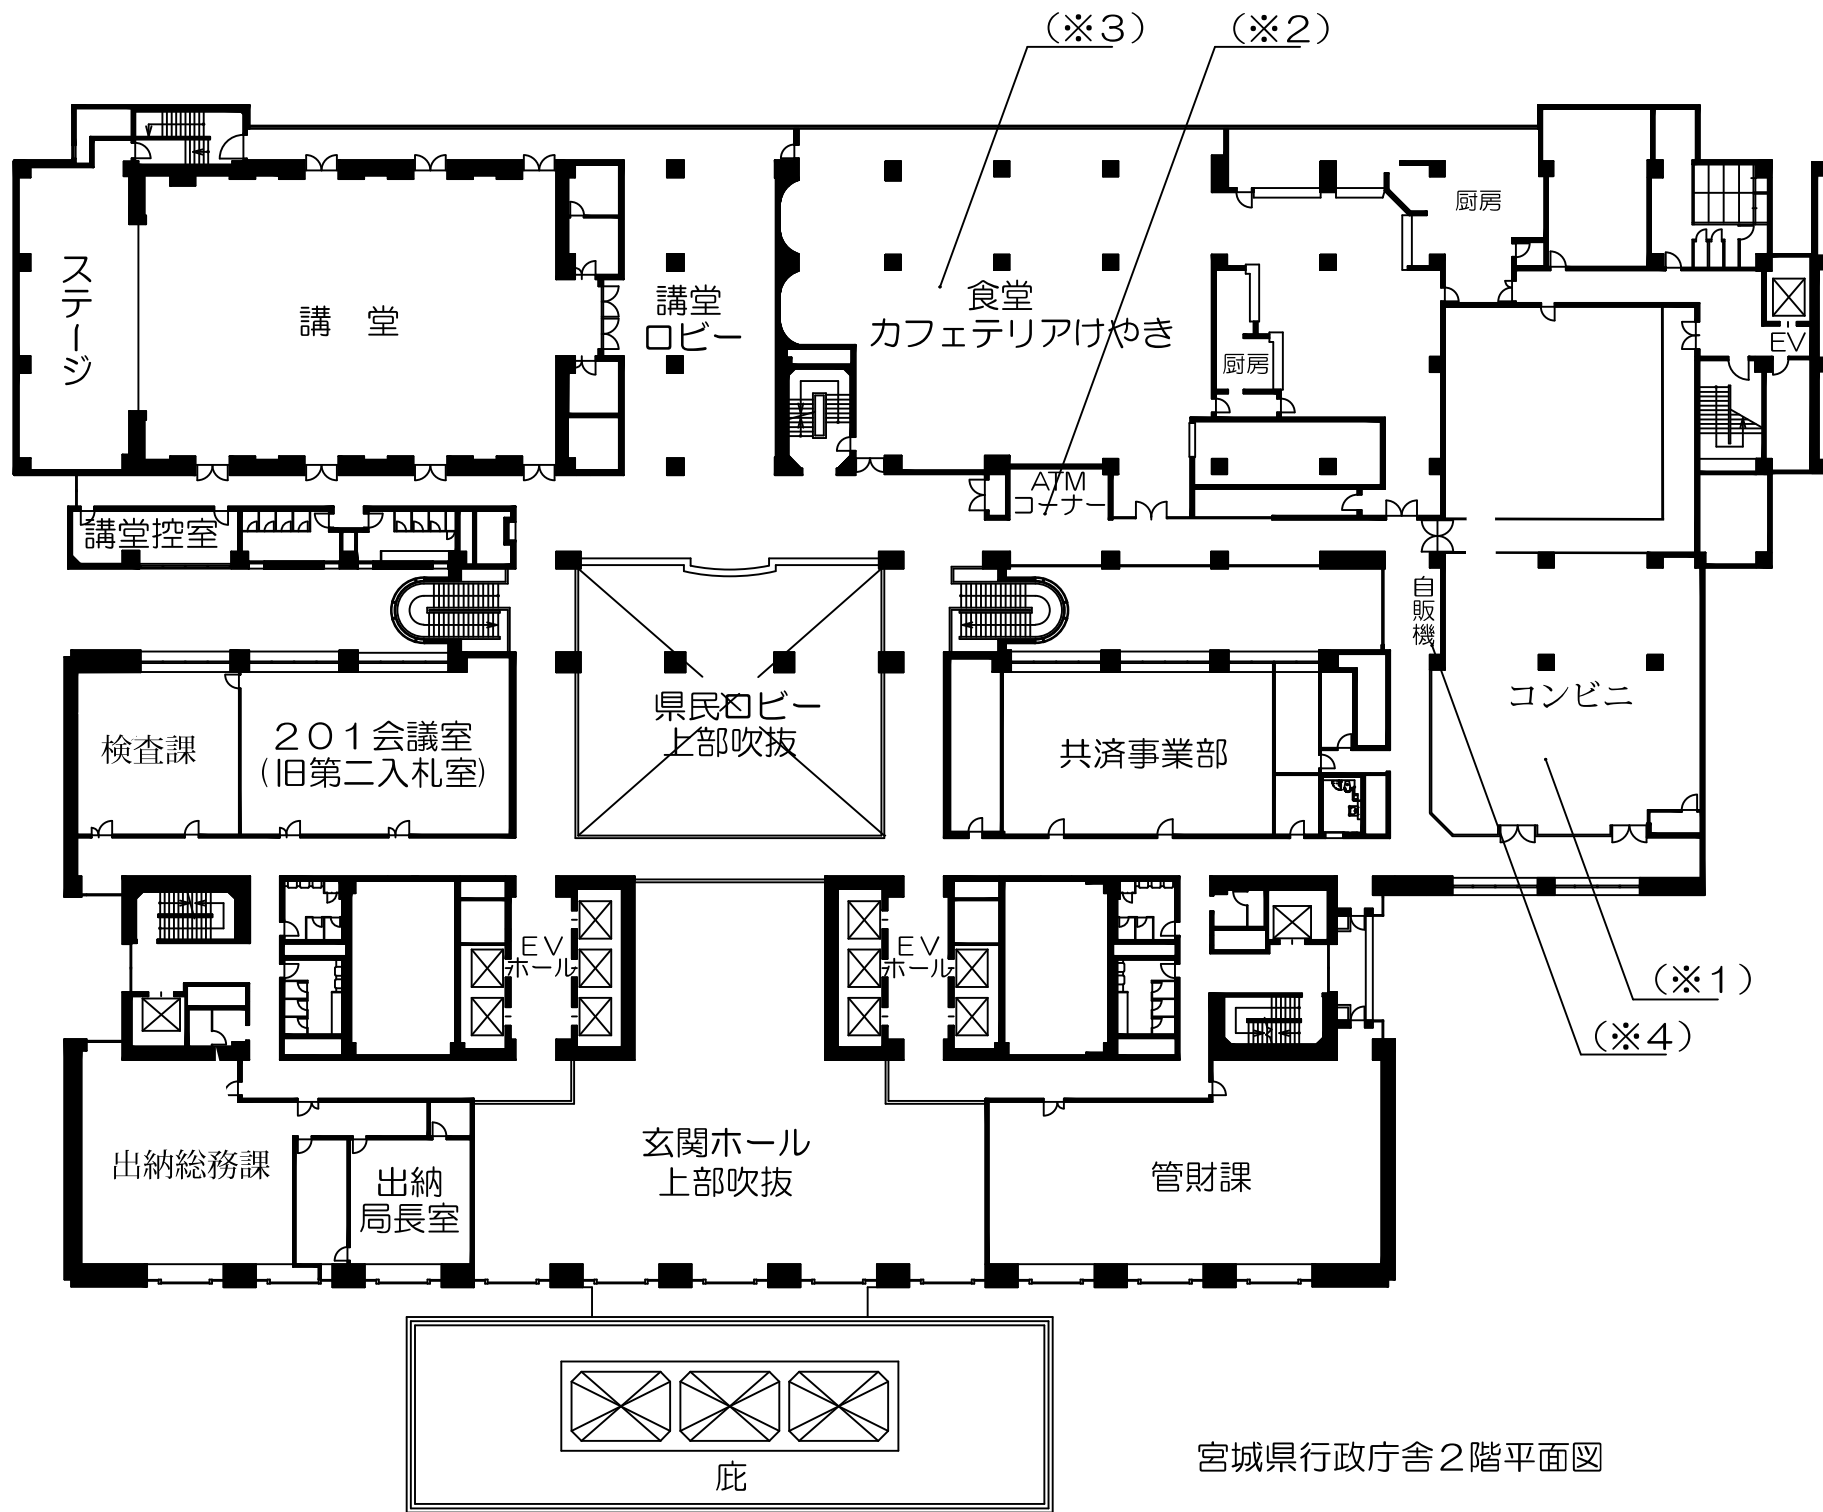 (※3)
(※2)
厨房
ステージ
講 堂
講堂
ロビー
食堂
カフェテリアけやき
厨房
EV
ATM
コーナー
講堂控室
自販機
県民ロビー
上部吹抜
検査課
201会議室
(旧第二入札室)
共済事業部
コンビニ
EV
ホール
EV
ホール
(※1)
(※4)
出納総務課
出納
局長室
玄関ホール
上部吹抜
管財課
庇
宮城県行政庁舎2階平面図